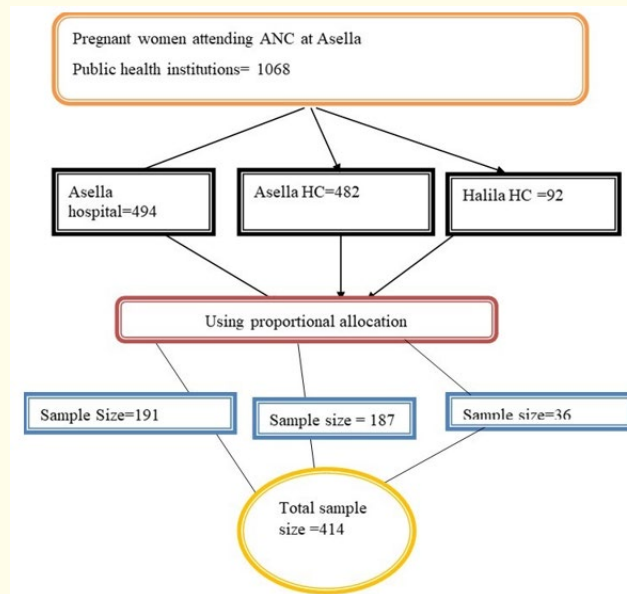 Pregnant women attending ANC at Asella
Public health institutions= 1068
Asella
hospital=494
Asella HC=482
Halila HC =92
Using proportional allocation
Sample Size=191
Sample size = 187
Sample size=36
Total sample
size =414